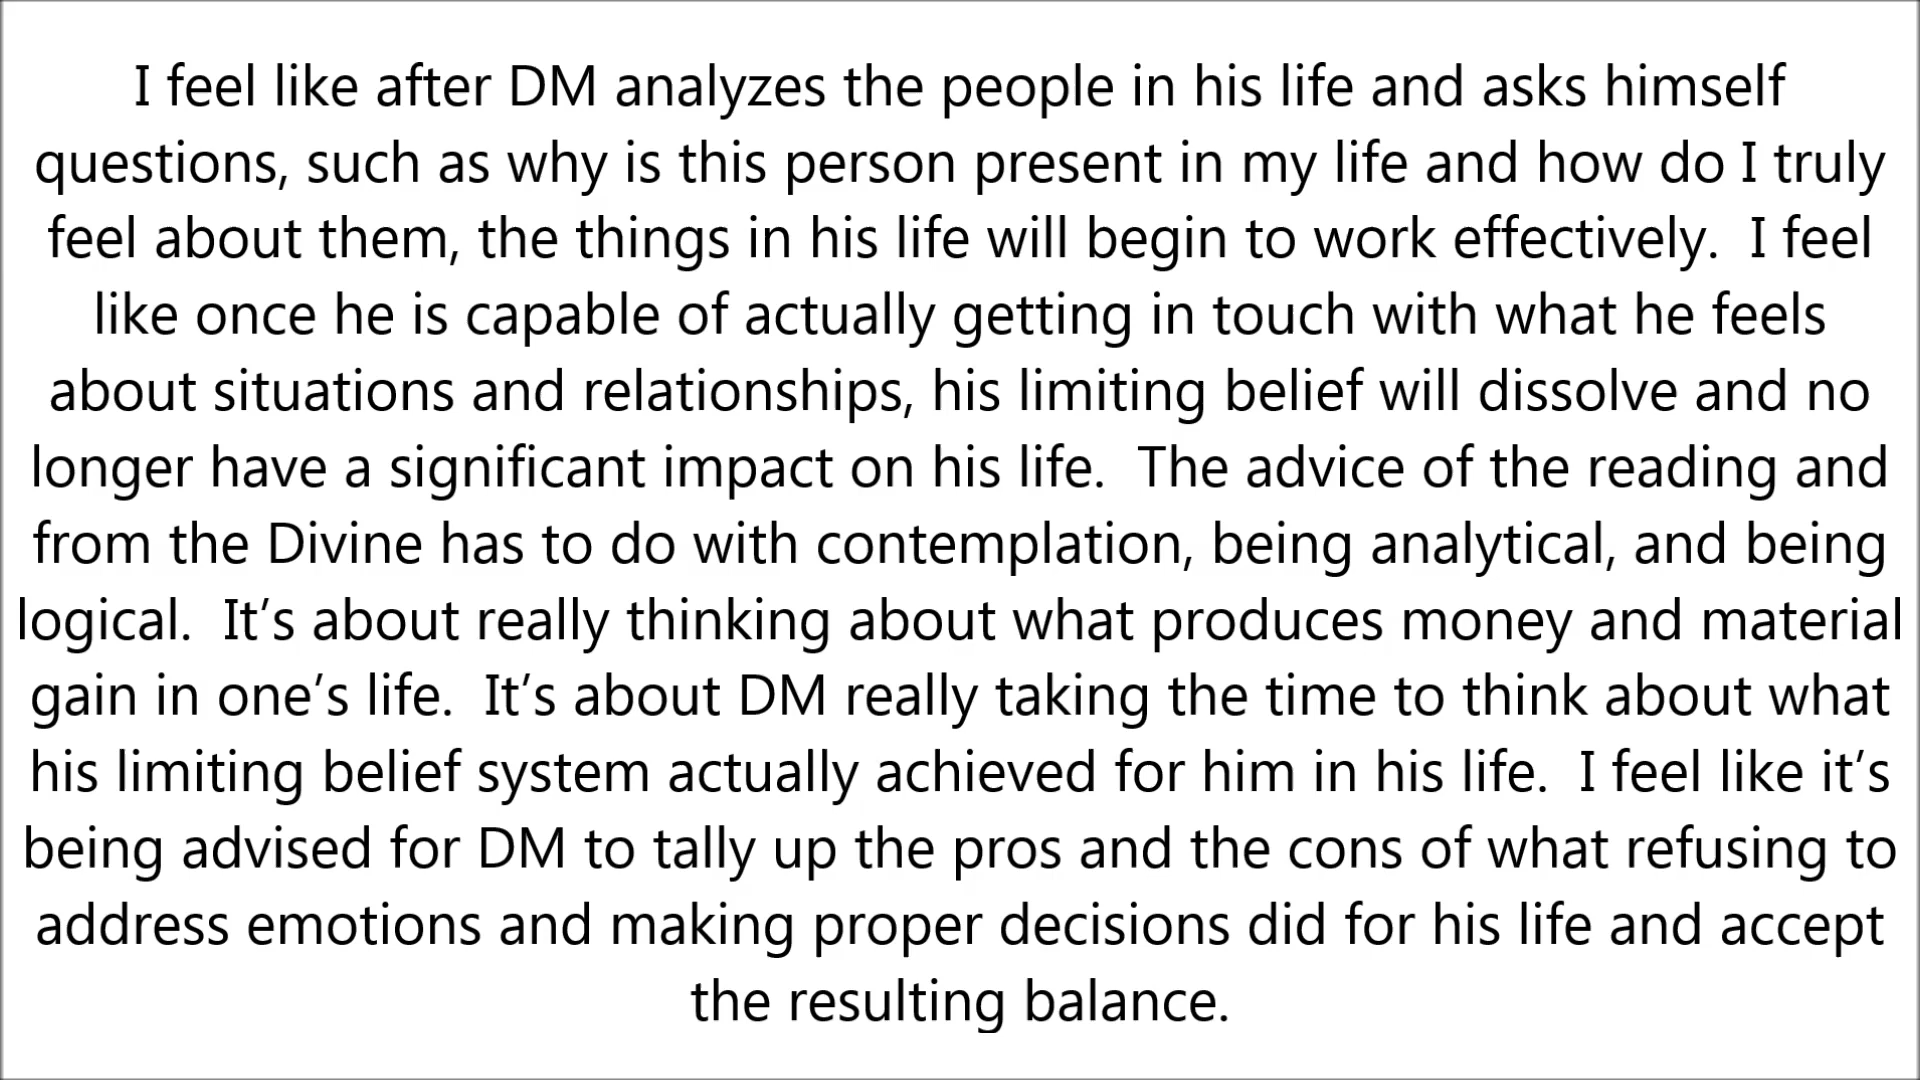 I feel like after DM analyzes the people in his life and asks himself
questions, such as why is this person present in my life and how do I truly
feel about them, the things in his life will begin to work effectively.  I feel
like once he is capable of actually getting in touch with what he feels
about situations and relationships, his limiting belief will dissolve and no
longer have a significant impact on his life.  The advice of the reading and
from the Divine has to do with contemplation, being analytical, and being
logical.  It’s about really thinking about what produces money and material
gain in one’s life.  It’s about DM really taking the time to think about what
his limiting belief system actually achieved for him in his life.  I feel like it’s
being advised for DM to tally up the pros and the cons of what refusing to
address emotions and making proper decisions did for his life and accept
the resulting balance.